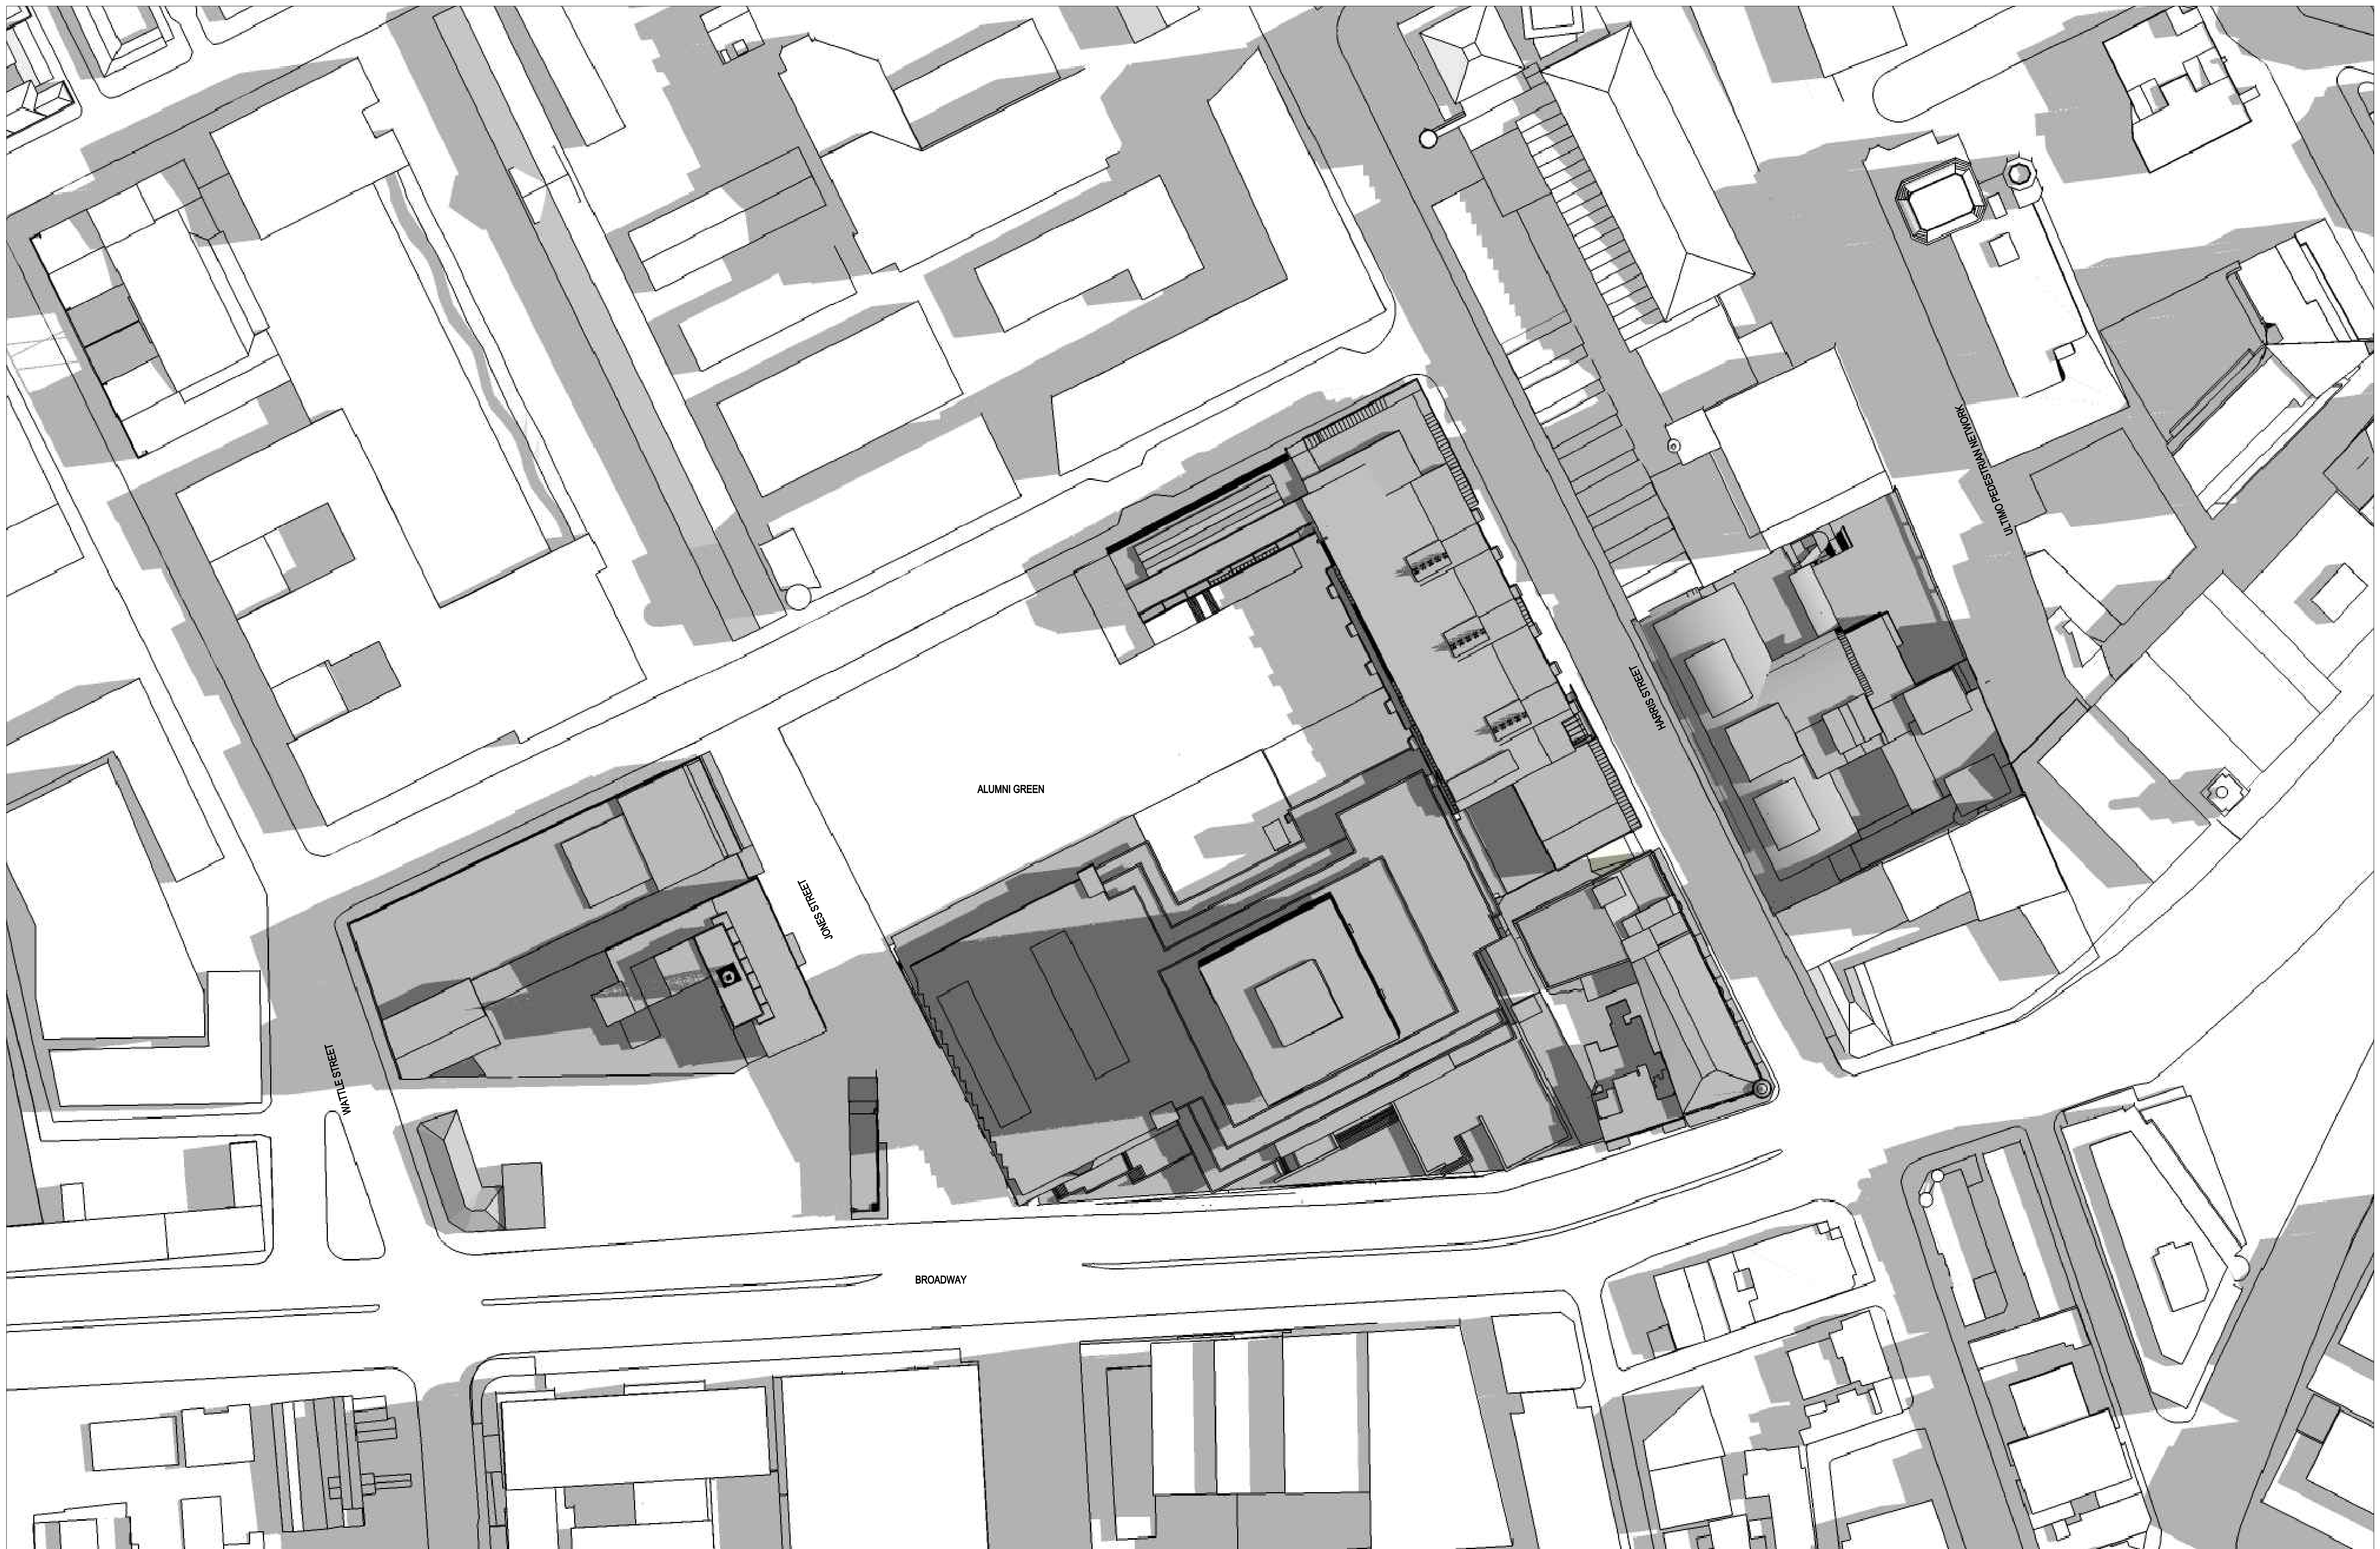 ULTIMO PEDESTRIAN NETWORK
HARRIS STREET
ALUMNI GREEN
JONES STREET
WATTLE STREET
BROADWAY